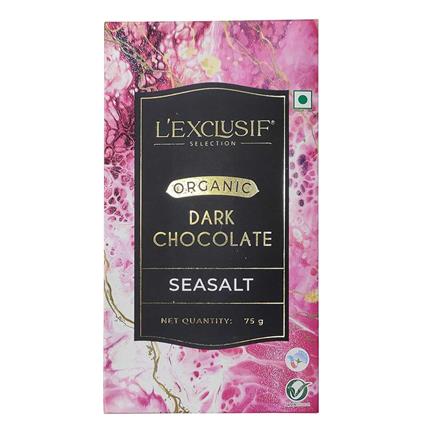 L'EXCLUSIF®
SELECTION
ORGANIC
DARK
CHOCOLATE
SEASALT
NET QUANTITY: 75 g